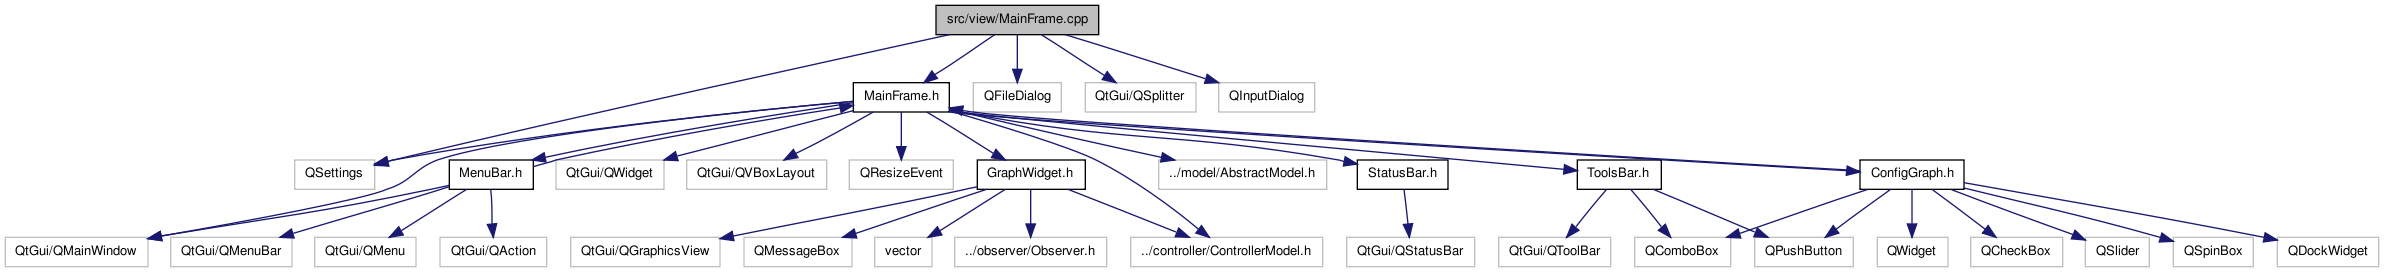 src/view/MainFrame.cpp
MainFrame.h
QFileDialog
QtGui/QSplitter
QInputDialog
QSettings
MenuBar.h
QtGui/QWidget
QtGui/QVBoxLayout
QResizeEvent
GraphWidget.h
../model/AbstractModel.h
StatusBar.h
ToolsBar.h
ConfigGraph.h
QtGui/QMainWindow
QtGui/QMenuBar
QtGui/QMenu
QtGui/QAction
QtGui/QGraphicsView
QMessageBox
vector
../observer/Observer.h
../controller/ControllerModel.h
QtGui/QStatusBar
QtGui/QToolBar
QComboBox
QPushButton
QWidget
QCheckBox
QSlider
QSpinBox
QDockWidget